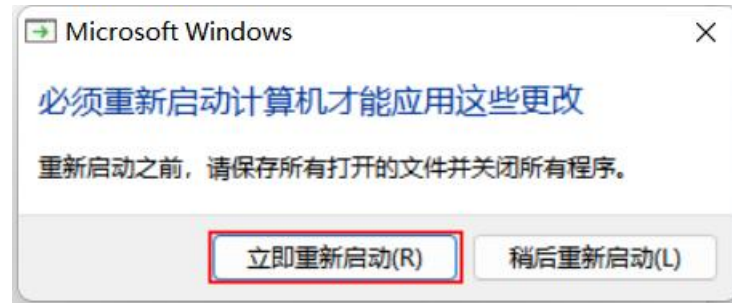 Microsoft Windows
必须重新启动计算机才能应用这些更改
重新启动之前，请保存所有打开的文件并关闭所有程序。
立即重新启动(R) 稍后重新启动(L)